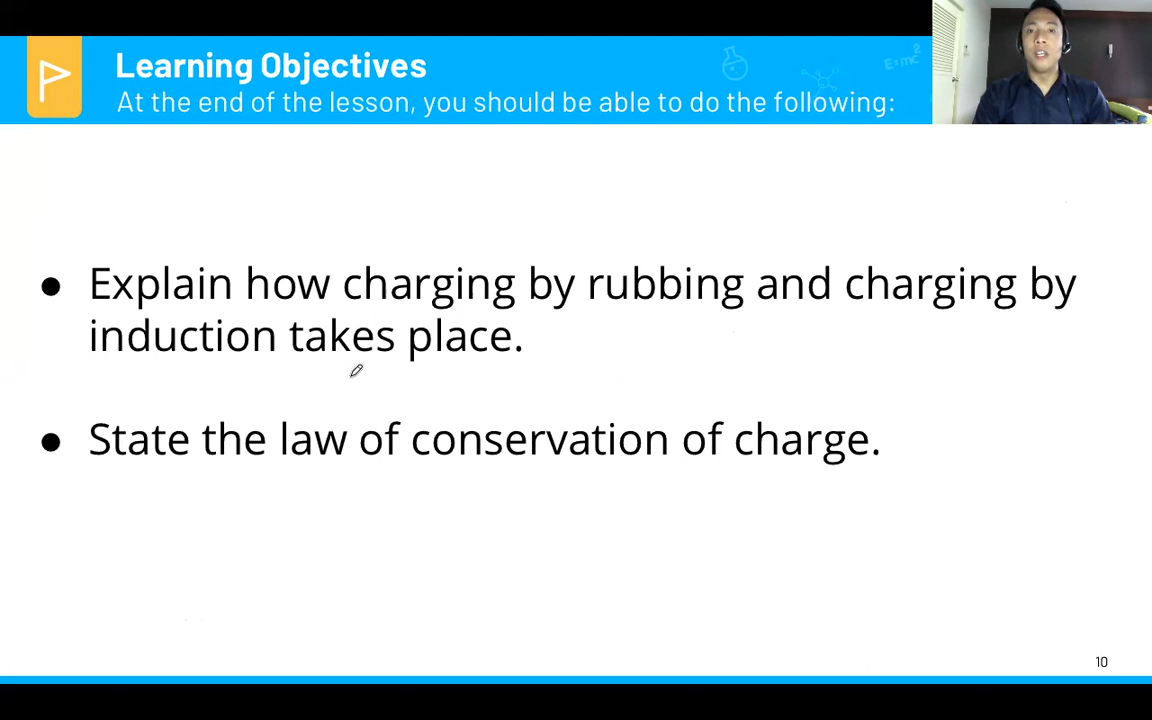 Learning Objectives
At the end of the lesson, you should be able to do the following:
E=mc²
● Explain how charging by rubbing and charging by
induction takes place.
● State the law of conservation of charge.
10